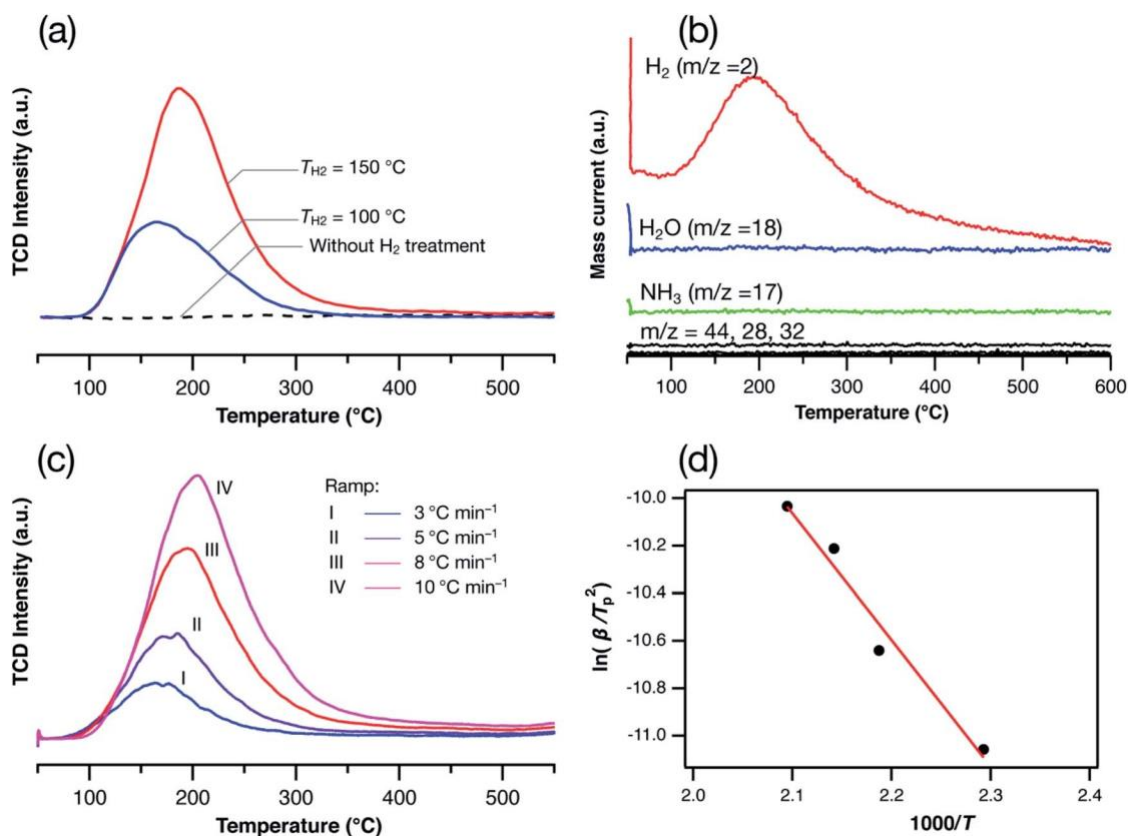 (a)
TCD Intensity (a.u.)
T_H2 = 150 °C
T_H2 = 100 °C
Without H₂ treatment
100 200 300 400 500
Temperature (°C)
(b)
Mass current (a.u.)
H₂ (m/z =2)
H₂O (m/z=18)
NH₃ (m/z=17)
m/z = 44, 28, 32
100 200 300 400 500 600
Temperature (°C)
(c)
TCD Intensity (a.u.)
IV
III
II
I
Ramp:
I 3 °C min⁻¹
II 5 °C min⁻¹
III 8 °C min⁻¹
IV 10 °C min⁻¹
100 200 300 400 500
Temperature (°C)
(d)
ln( β /Tₚ²)
-10.0
-10.2
-10.4
-10.6
-10.8
-11.0
2.0 2.1 2.2 2.3 2.4
1000/T